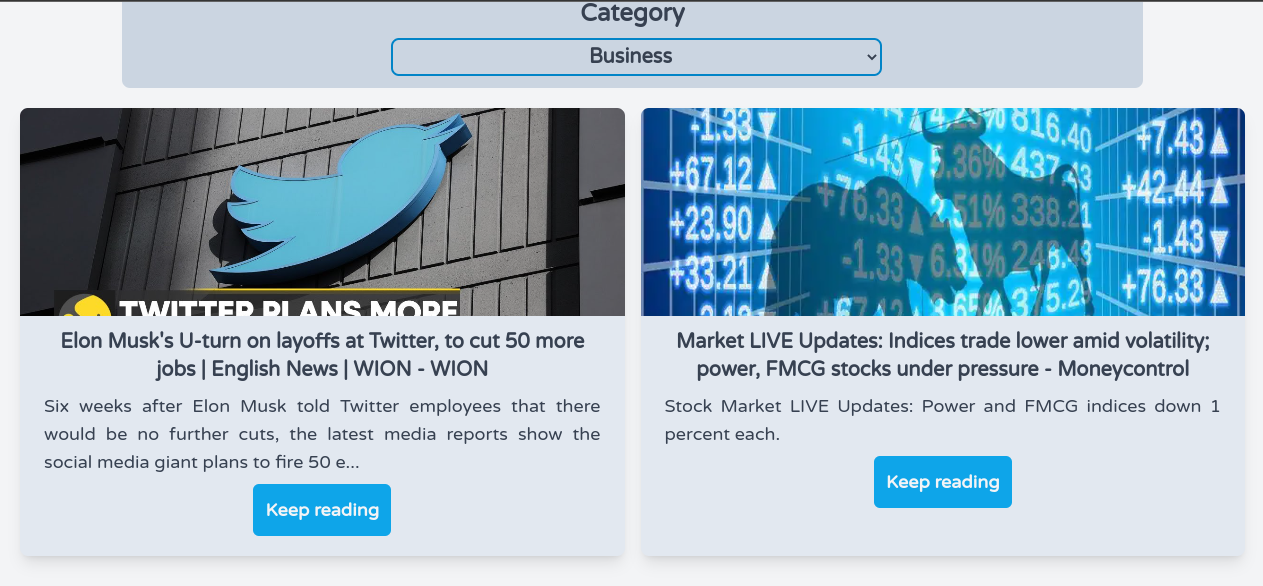 Category
Business
TWITTER PLANS MORE
-1.33▼
+67.12▲
+23.90▲
+33.21▲
-1.43▼
+76.33▲
-1.33▼
5.36%
2.51%
816.40
437.43
338.21
+7.43▲
+42.44▲
-1.43▼
+76.33▲
Elon Musk's U-turn on layoffs at Twitter, to cut 50 more
jobs | English News | WION - WION
Six weeks after Elon Musk told Twitter employees that there
would be no further cuts, the latest media reports show the
social media giant plans to fire 50 e...
Keep reading
Market LIVE Updates: Indices trade lower amid volatility;
power, FMCG stocks under pressure - Moneycontrol
Stock Market LIVE Updates: Power and FMCG indices down 1
percent each.
Keep reading